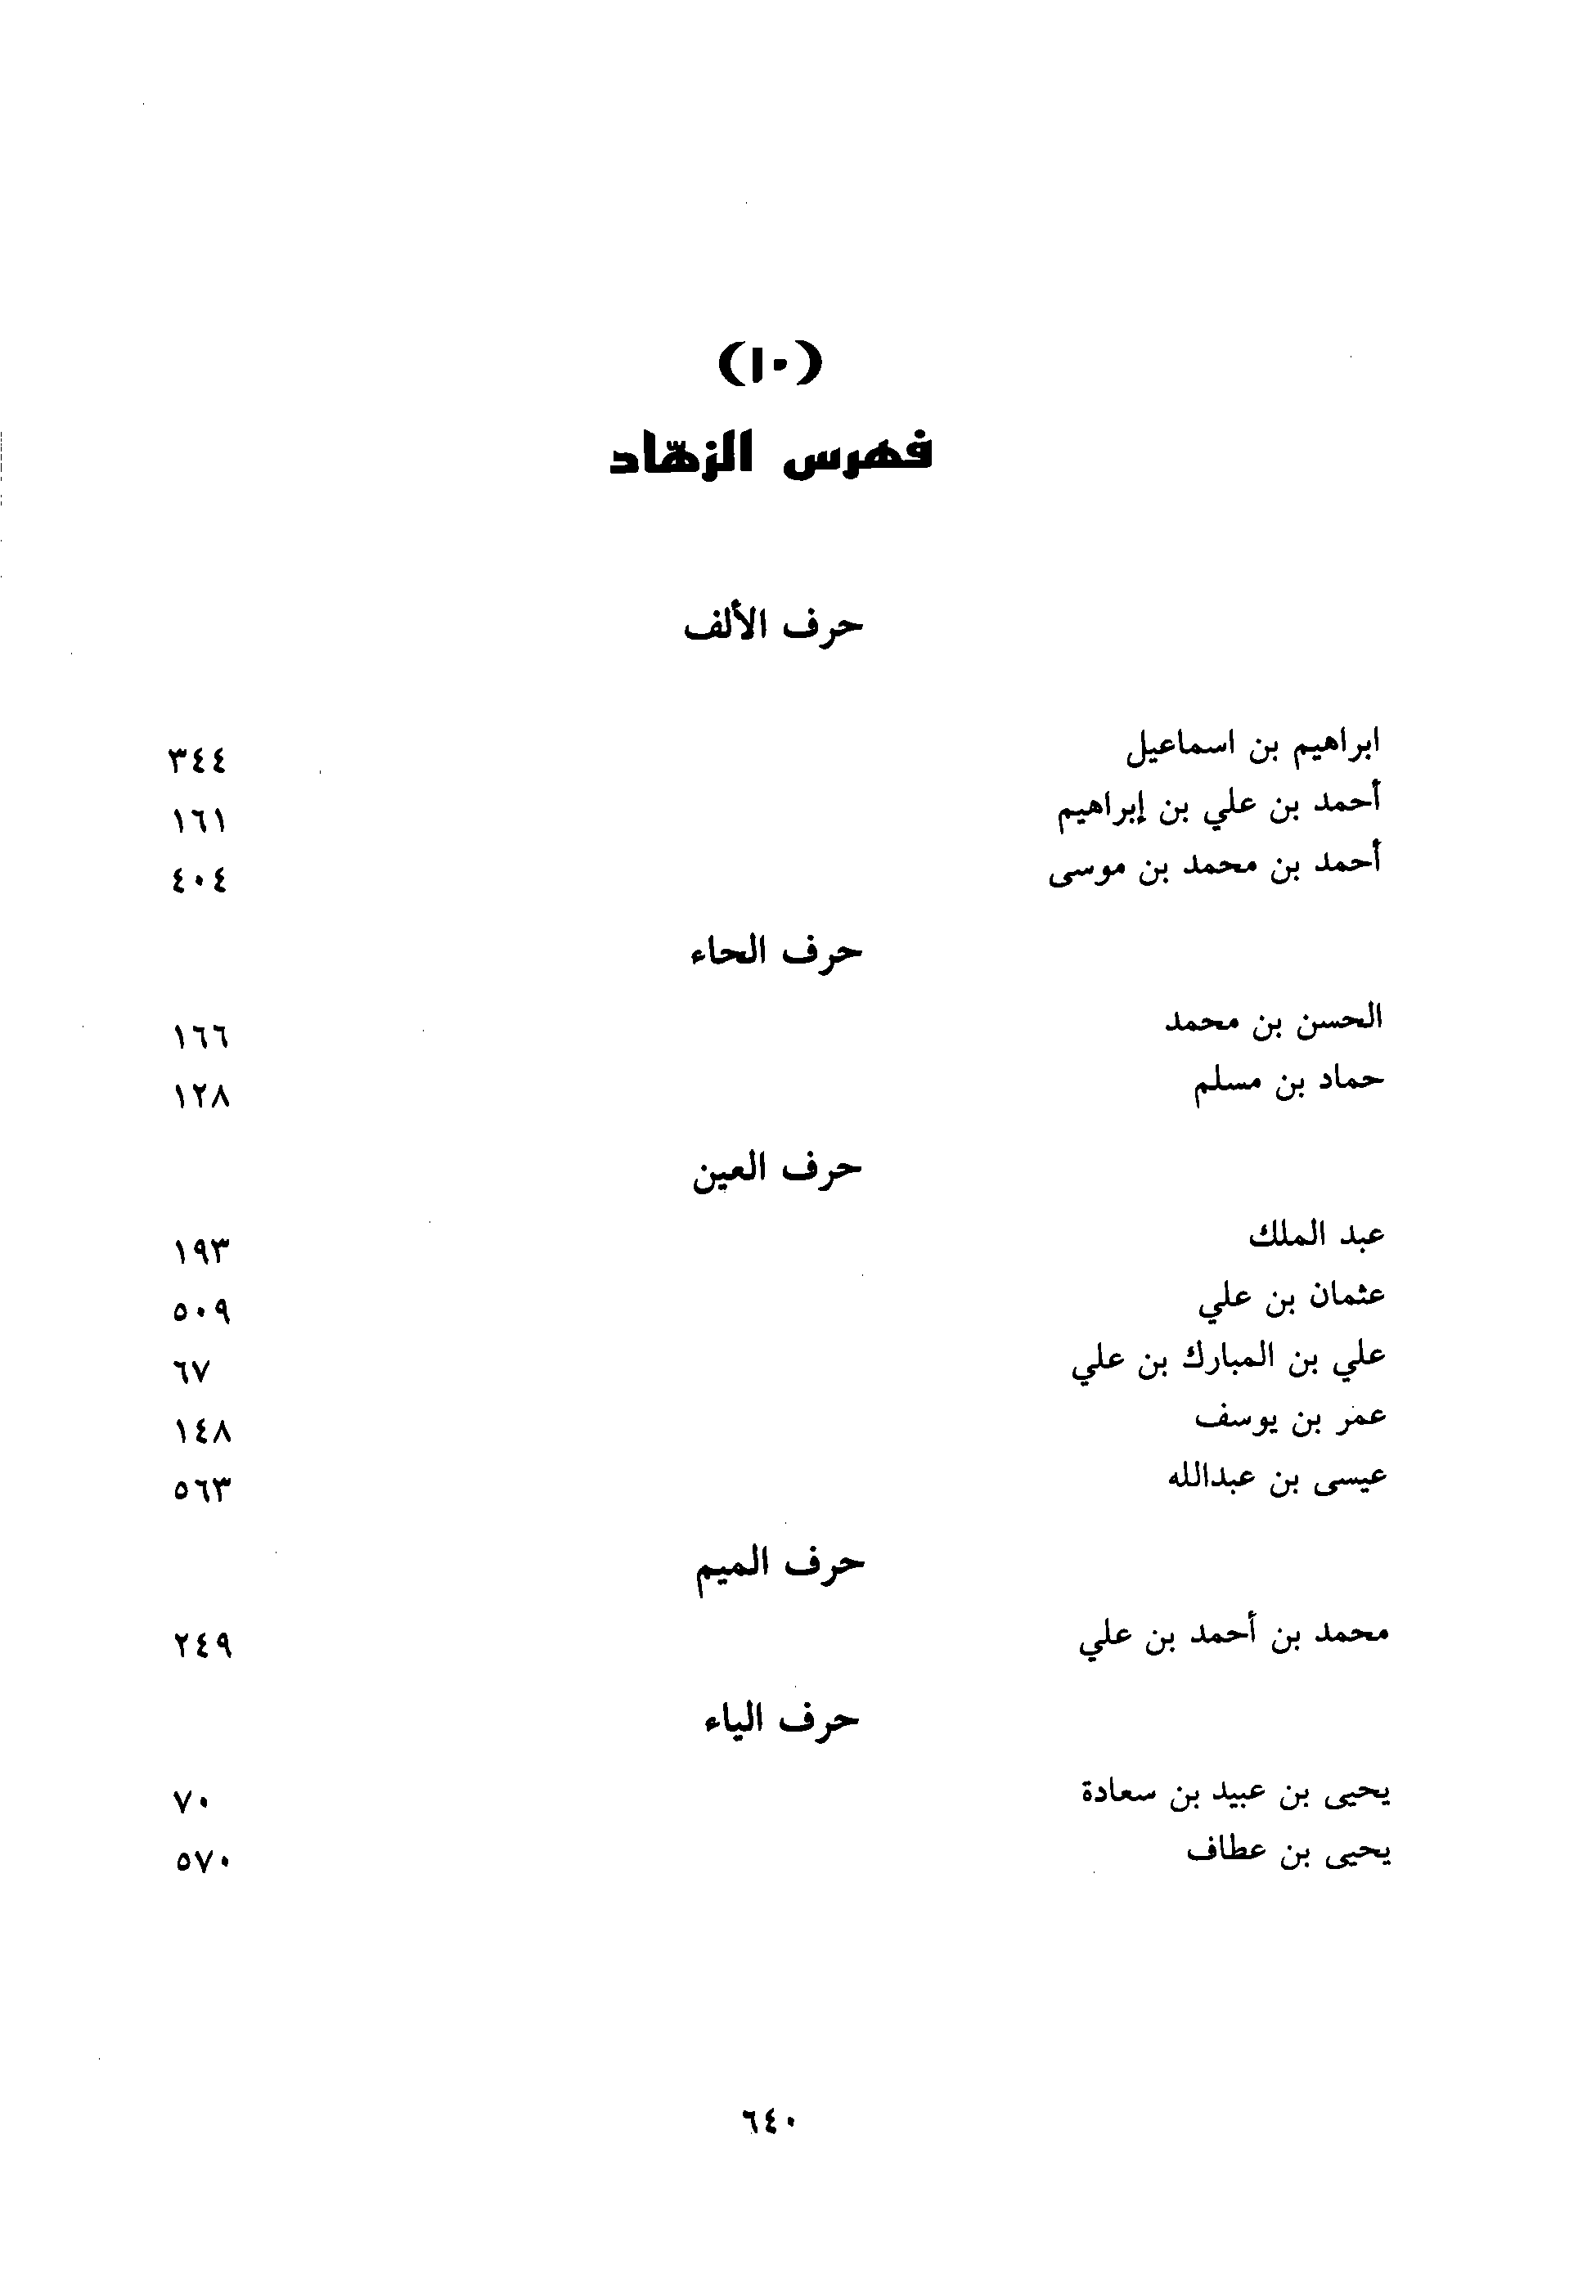 (١٠)
فهرس الزهّاد
حرف الألف
ابراهيم بن اسماعيل ٣٤٤
أحمد بن علي بن إبراهيم ١٦١
أحمد بن محمد بن موسى ٤٠٤
حرف الحاء
الحسن بن محمد ١٦٦
حماد بن مسلم ١٢٨
حرف العين
عبد الملك ١٩٣
عثمان بن علي ٥٠٩
علي بن المبارك بن علي ٦٧
عمر بن يوسف ١٤٨
عيسى بن عبدالله ٥٦٣
حرف الميم
محمد بن أحمد بن علي ٢٤٩
حرف الياء
يحيى بن عبيد بن سعادة ٧٠
يحيى بن عطاف ٥٧٠
٦٤٠